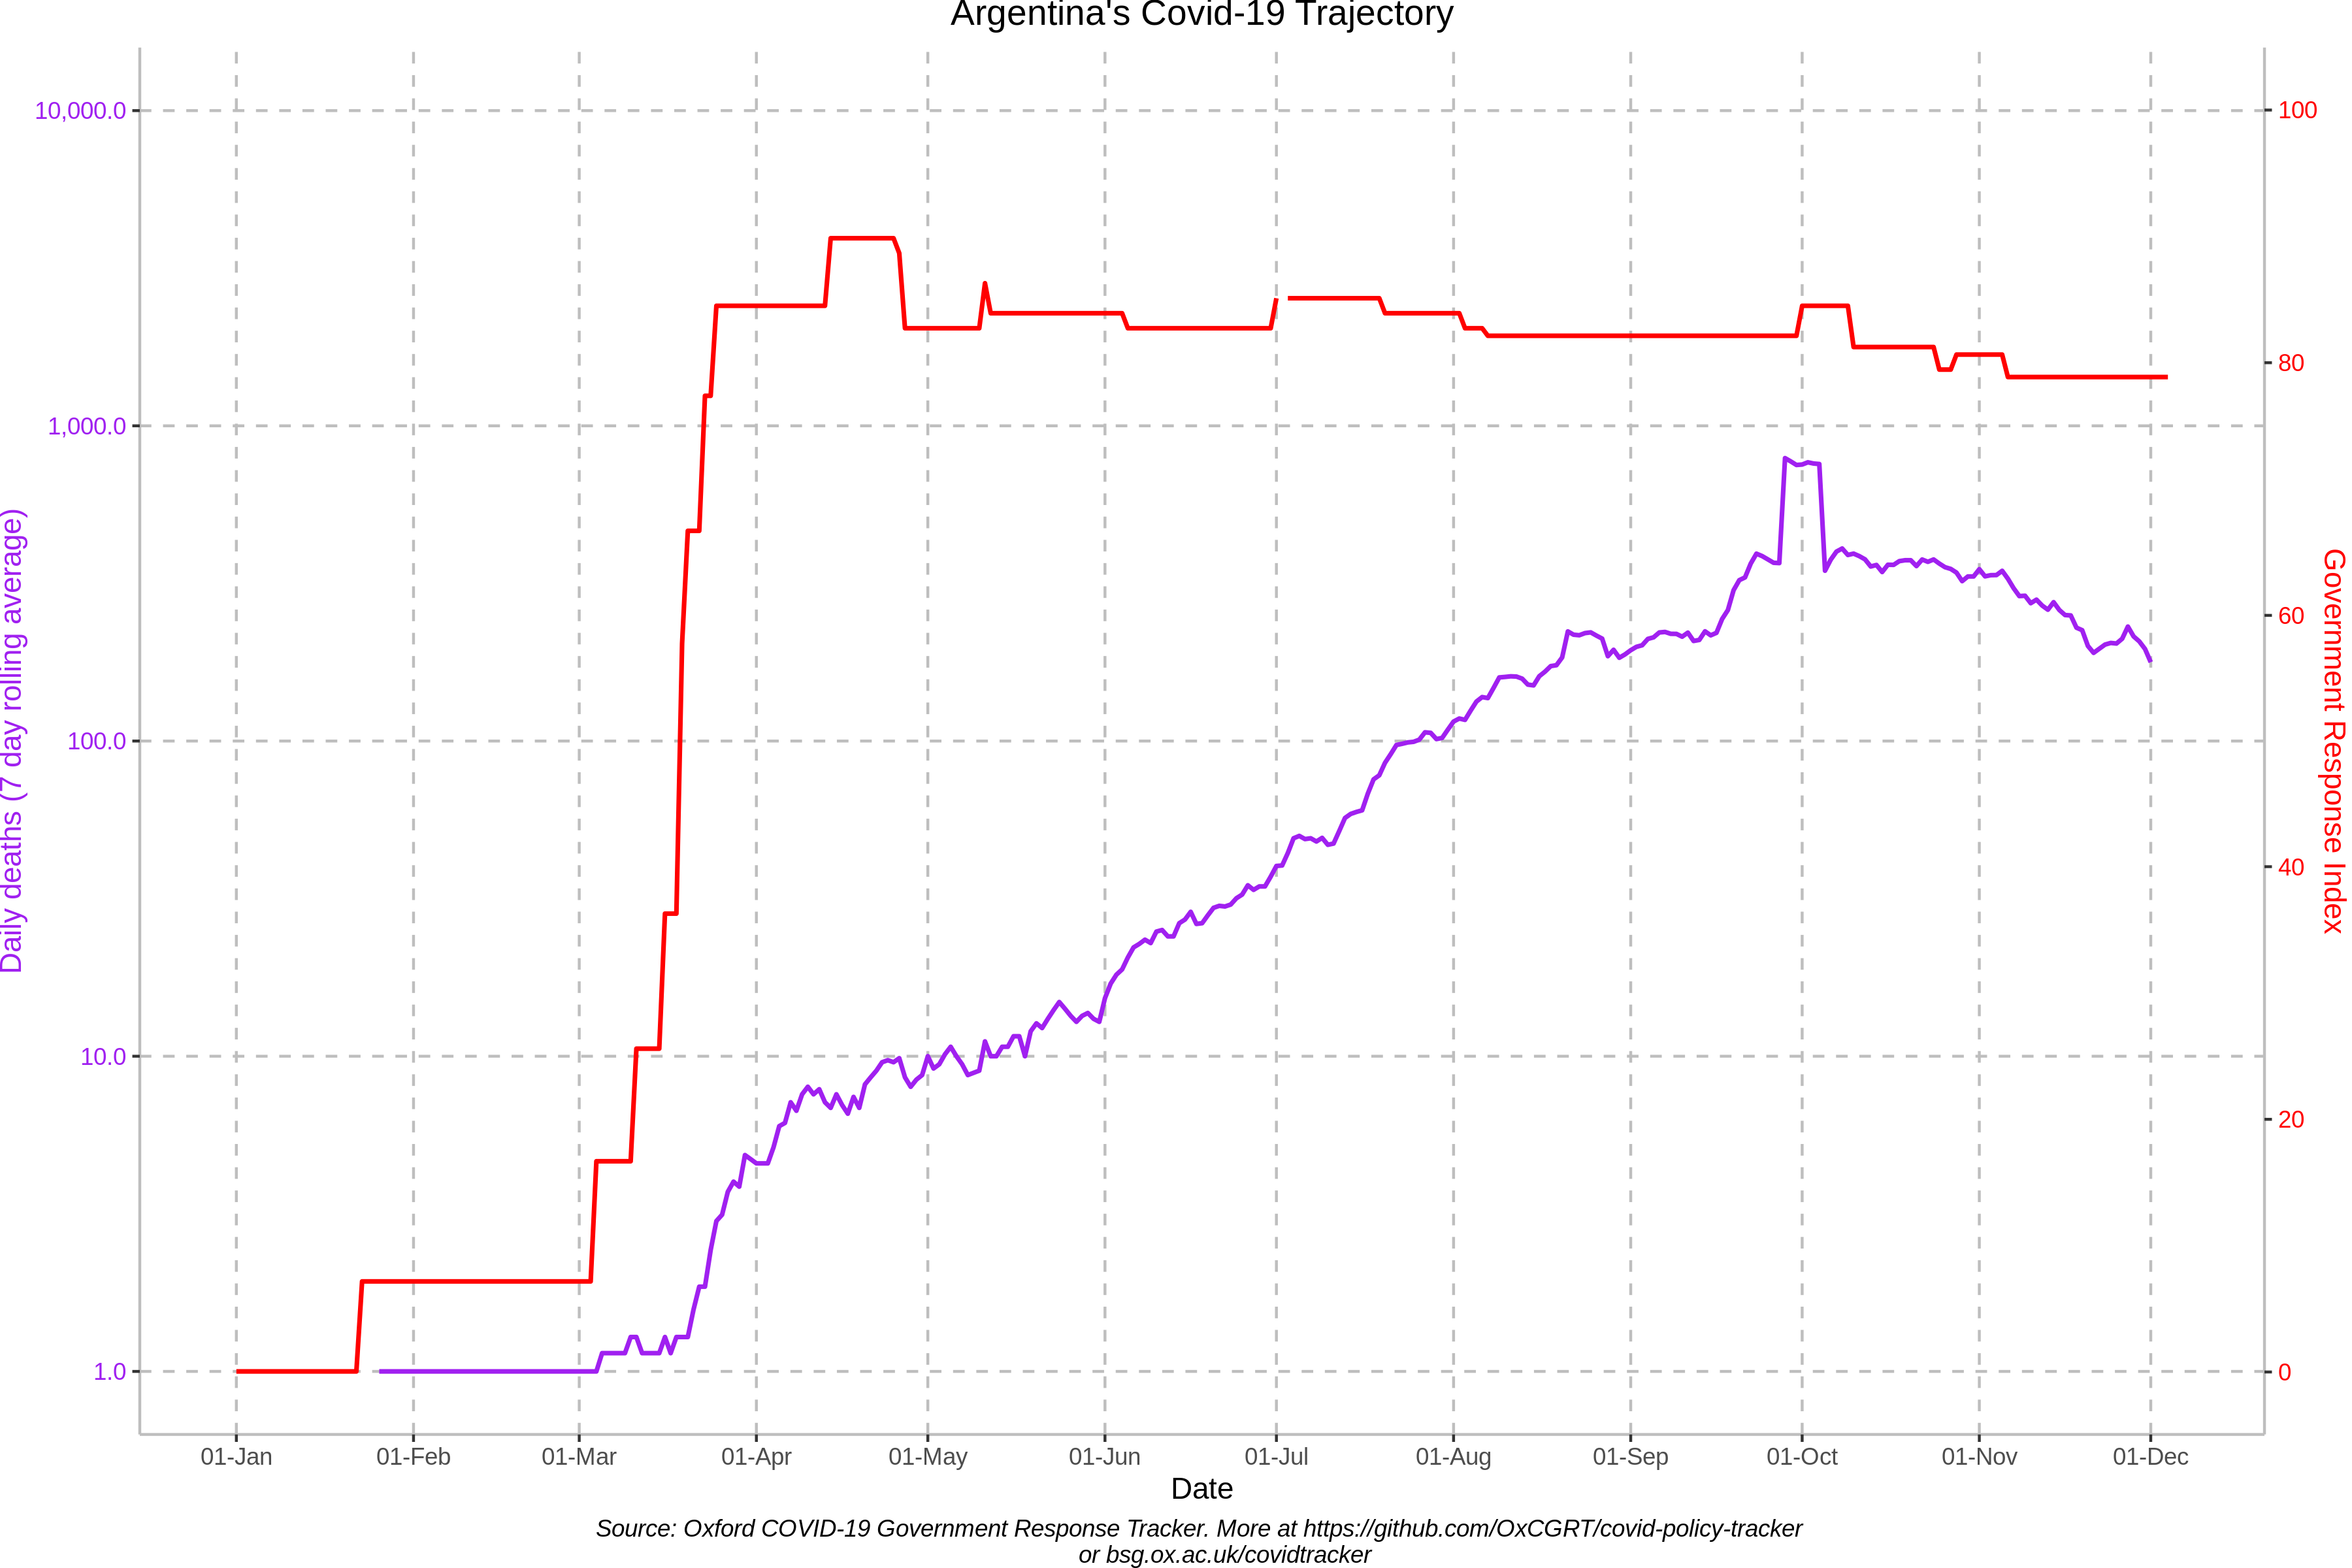 Argentina's Covid-19 Trajectory
10,000.0
1,000.0
100.0
10.0
1.0
Daily deaths (7 day rolling average)
100
80
60
40
20
0
Government Response Index
01-Jan 01-Feb 01-Mar 01-Apr 01-May 01-Jun 01-Jul 01-Aug 01-Sep 01-Oct 01-Nov 01-Dec
Date
Source: Oxford COVID-19 Government Response Tracker. More at https://github.com/OxCGRT/covid-policy-tracker
or bsg.ox.ac.uk/covidtracker